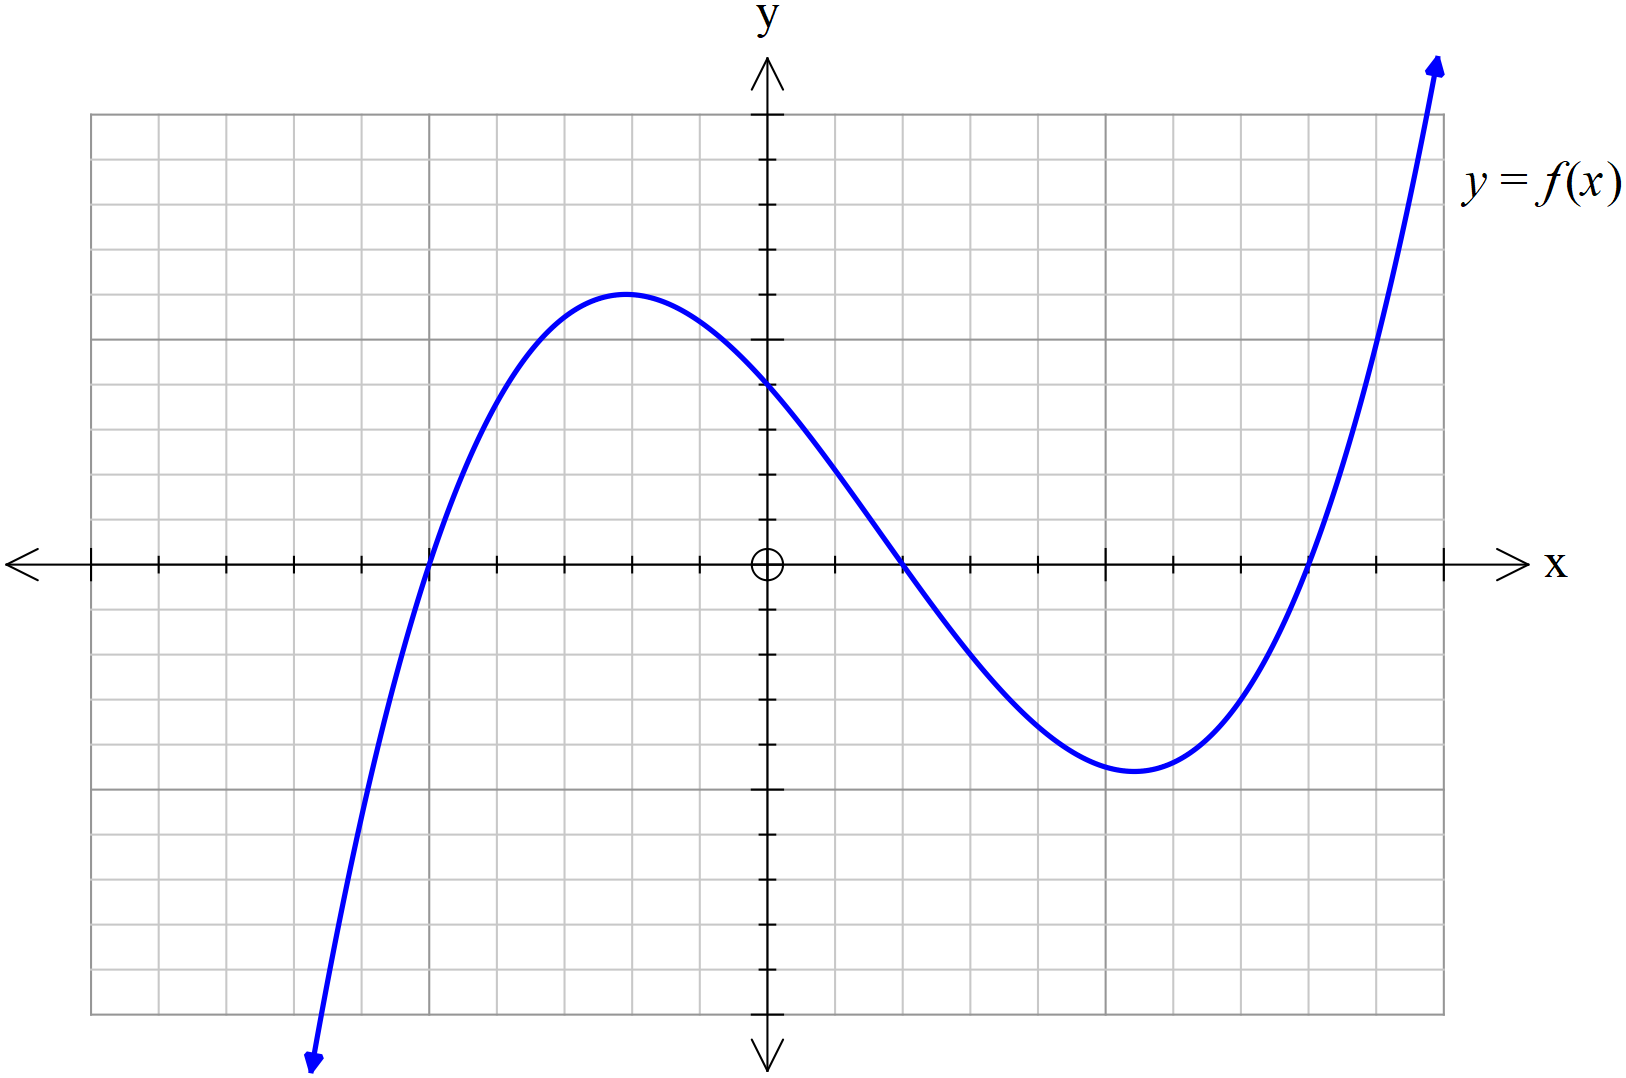 y
y = f(x)
x